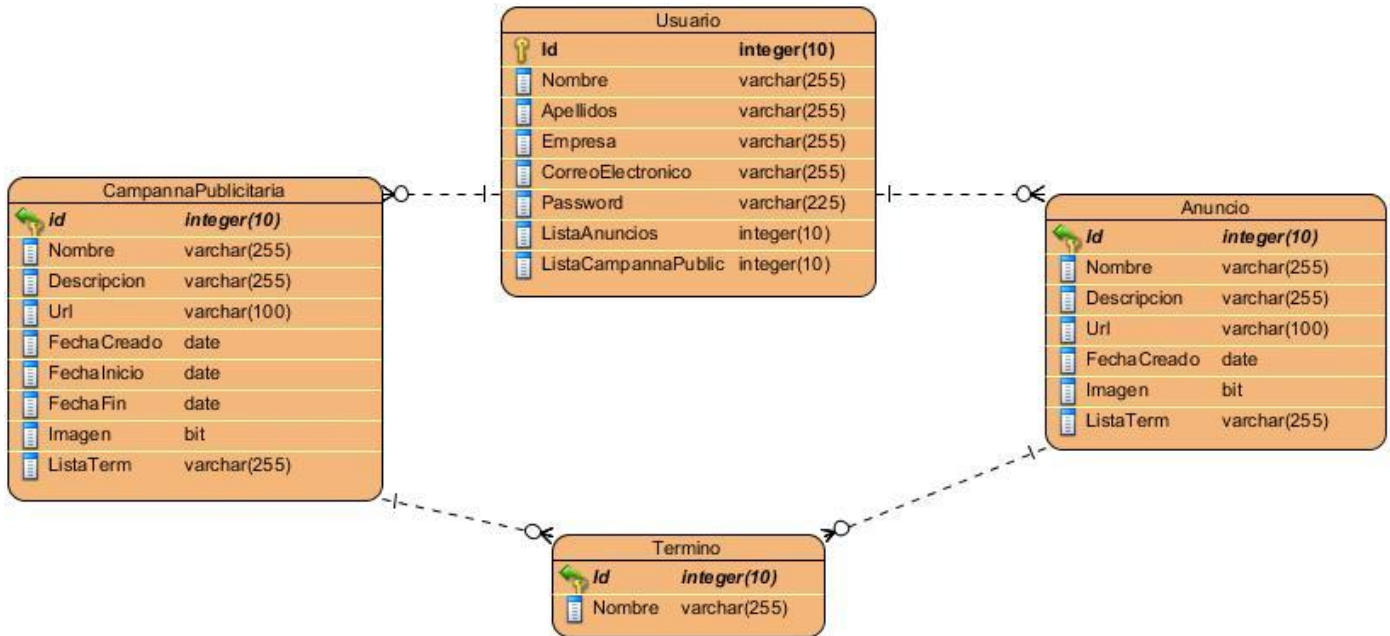 Usuario
Id integer(10)
Nombre varchar(255)
Apellidos varchar(255)
Empresa varchar(255)
CorreoElectronico varchar(255)
Password varchar(225)
ListaAnuncios integer(10)
ListaCampannaPublic integer(10)
CampannaPublicitaria
id integer(10)
Nombre varchar(255)
Descripcion varchar(255)
Url varchar(100)
FechaCreado date
FechaInicio date
FechaFin date
Imagen bit
ListaTerm varchar(255)
Anuncio
Id integer(10)
Nombre varchar(255)
Descripcion varchar(255)
Url varchar(100)
FechaCreado date
Imagen bit
ListaTerm varchar(255)
Termino
Id integer(10)
Nombre varchar(255)